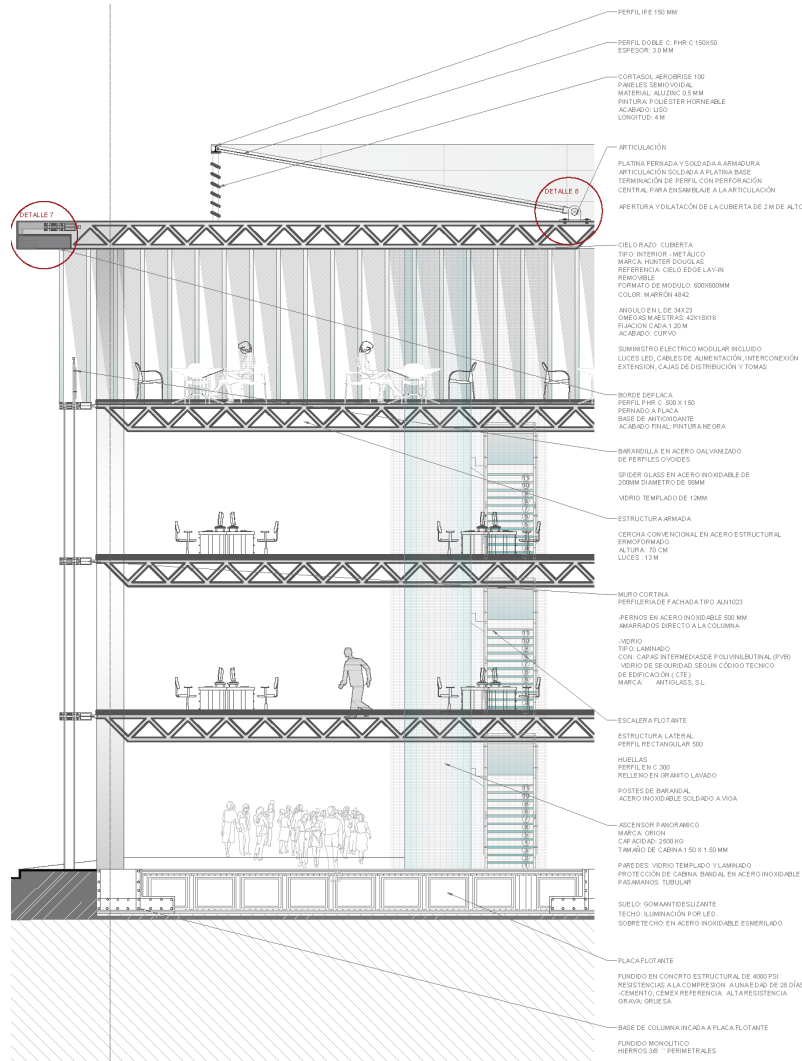 PERFIL IPE 150 MM
PERFIL DOBLE C: PHR C 150X50
ESPESOR: 3.0 MM
CORTASOL AEROBRISE 100
PANELES SEMIOVOIDAL
MATERIAL: ALUZINC 0.5 MM
PINTURA: POLIÉSTER HORNEABLE
ACABADO: LISO
LONGITUD: 4 M
ARTICULACIÓN
PLATINA PERNADA Y SOLDADA A ARMADURA
ARTICULACIÓN SOLDADA A PLATINA BASE
TERMINACIÓN DE PERFIL CON PERFORACIÓN
CENTRAL PARA ENSAMBLAJE A LA ARTICULACIÓN
DETALLE 8
APERTURA Y DILATACÓN DE LA CUBIERTA DE 2 M DE ALTO
DETALLE 7
CIELO RAZO CUBIERTA
TIPO: INTERIOR - METÁLICO
MARCA: HUNTER DOUGLAS
REFERENCIA: CIELO EDGE LAY-IN
REMOVIBLE
FORMATO DE MODULO: 600X600MM
COLOR: MARRÓN 4842
ANGULO EN L DE 34X23
OMEGAS MAESTRAS: 42X18X16
FIJACIÓN CADA 1.20 M
ACABADO: CURVO
SUMINISTRO ELECTRICO MODULAR INCLUIDO
LUCES LED, CABLES DE ALIMENTACIÓN, INTERCONEXIÓN
EXTENSION, CAJAS DE DISTRIBUCIÓN Y TOMAS
BORDE DE PLACA
PERFIL PHR C 500 X 150
PERNADO A PLACA
BASE DE ANTIOXIDANTE
ACABADO FINAL: PINTURA NEGRA
BARANDILLA EN ACERO GALVANIZADO
DE PERFILES OVOIDES
SPIDER GLASS EN ACERO INOXIDABLE DE
200MM DIAMETRO DE 56MM
VIDRIO TEMPLADO DE 12MM
ESTRUCTURA ARMADA
CERCHA CONVENCIONAL EN ACERO ESTRUCTURAL
ERMOFORMADO
ALTURA : 70 CM
LUCES : 13 M
MURO CORTINA
PERFILERIA DE FACHADA TIPO ALN1023
-PERNOS EN ACERO INOXIDABLE 500 MM
AMARRADOS DIRECTO A LA COLUMNA
-VIDRIO
TIPO: LAMINADO
CON: CAPAS INTERMEDIASDE POLIVINILBUTINAL (PVB)
VIDRIO DE SEGURIDAD SÉGUN CÓDIGO TECNICO
DE EDIFICACIÓN ( CTE)
MARCA: ANTIGLASS, S.L.
ESCALERA FLOTANTE
ESTRUCTURA: LATERAL
PERFIL RECTANGULAR 500
HUELLAS
PERFIL EN C 300
RELLENO EN GRANITO LAVADO
POSTES DE BARANDAL
ACERO INOXIDABLE SOLDADO A VIGA
ASCENSOR PANORAMICO
MARCA: ORION
CAPACIDAD: 2500 KG
TAMAÑO DE CABINA 1.50 X 1.50 MM
PAREDES: VIDRIO TEMPLADO Y LAMINADO
PROTECCIÓN DE CABINA: BANDAL EN ACERO INOXIDABLE
PASAMANOS: TUBULAR
SUELO: GOMAANTIDESLIZANTE
TECHO: ILUMINACIÓN POR LED.
SOBRETECHO: EN ACERO INOXIDABLE ESMERILADO
PLACA FLOTANTE
FUNDIDO EN CONCRTO ESTRUCTURAL DE 4000 PSI
RESISTENCIAS A LA COMPRESION A UNA EDAD DE 28 DÍAS
-CEMENTO, CEMEX REFERENCIA: ALTA RESISTENCIA
GRAVA: GRUESA
BASE DE COLUMNA INCADA A PLACA FLOTANTE
FUNDIDO MONOLITICO
HIERROS 3/8 '' PERIMETRALES